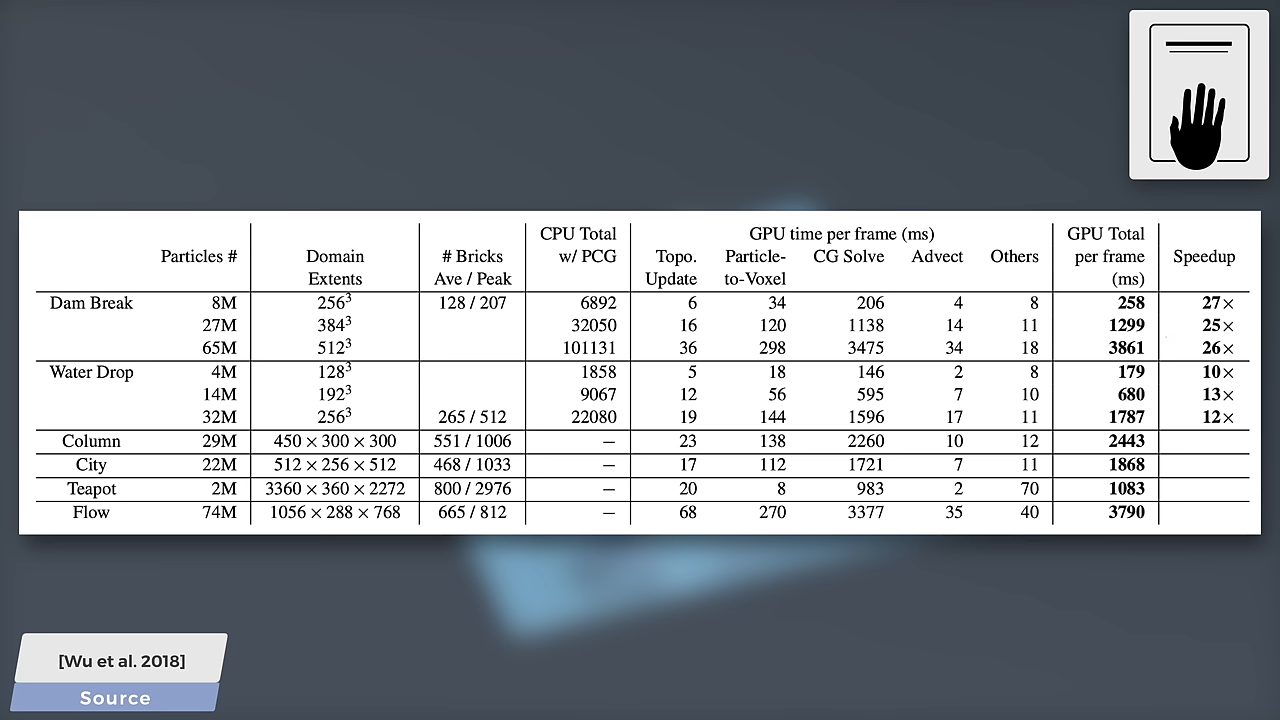 CPU Total GPU time per frame (ms) GPU Total
Particles # Domain # Bricks w/ PCG Topo. Particle- CG Solve Advect Others per frame Speedup
Extents Ave / Peak Update to-Voxel (ms)
Dam Break 8M 256³ 128 / 207 6892 6 34 206 4 8 258 27×
27M 384³ 32050 16 120 1138 14 11 1299 25×
65M 512³ 101131 36 298 3475 34 18 3861 26×
Water Drop 4M 128³ 1858 5 18 146 2 8 179 10×
14M 192³ 9067 12 56 595 7 10 680 13×
32M 256³ 265 / 512 22080 19 144 1596 17 11 1787 12×
Column 29M 450 × 300 × 300 551 / 1006 – 23 138 2260 10 12 2443
City 22M 512 × 256 × 512 468 / 1033 – 17 112 1721 7 11 1868
Teapot 2M 3360 × 360 × 2272 800 / 2976 – 20 8 983 2 70 1083
Flow 74M 1056 × 288 × 768 665 / 812 – 68 270 3377 35 40 3790
[Wu et al. 2018]
Source